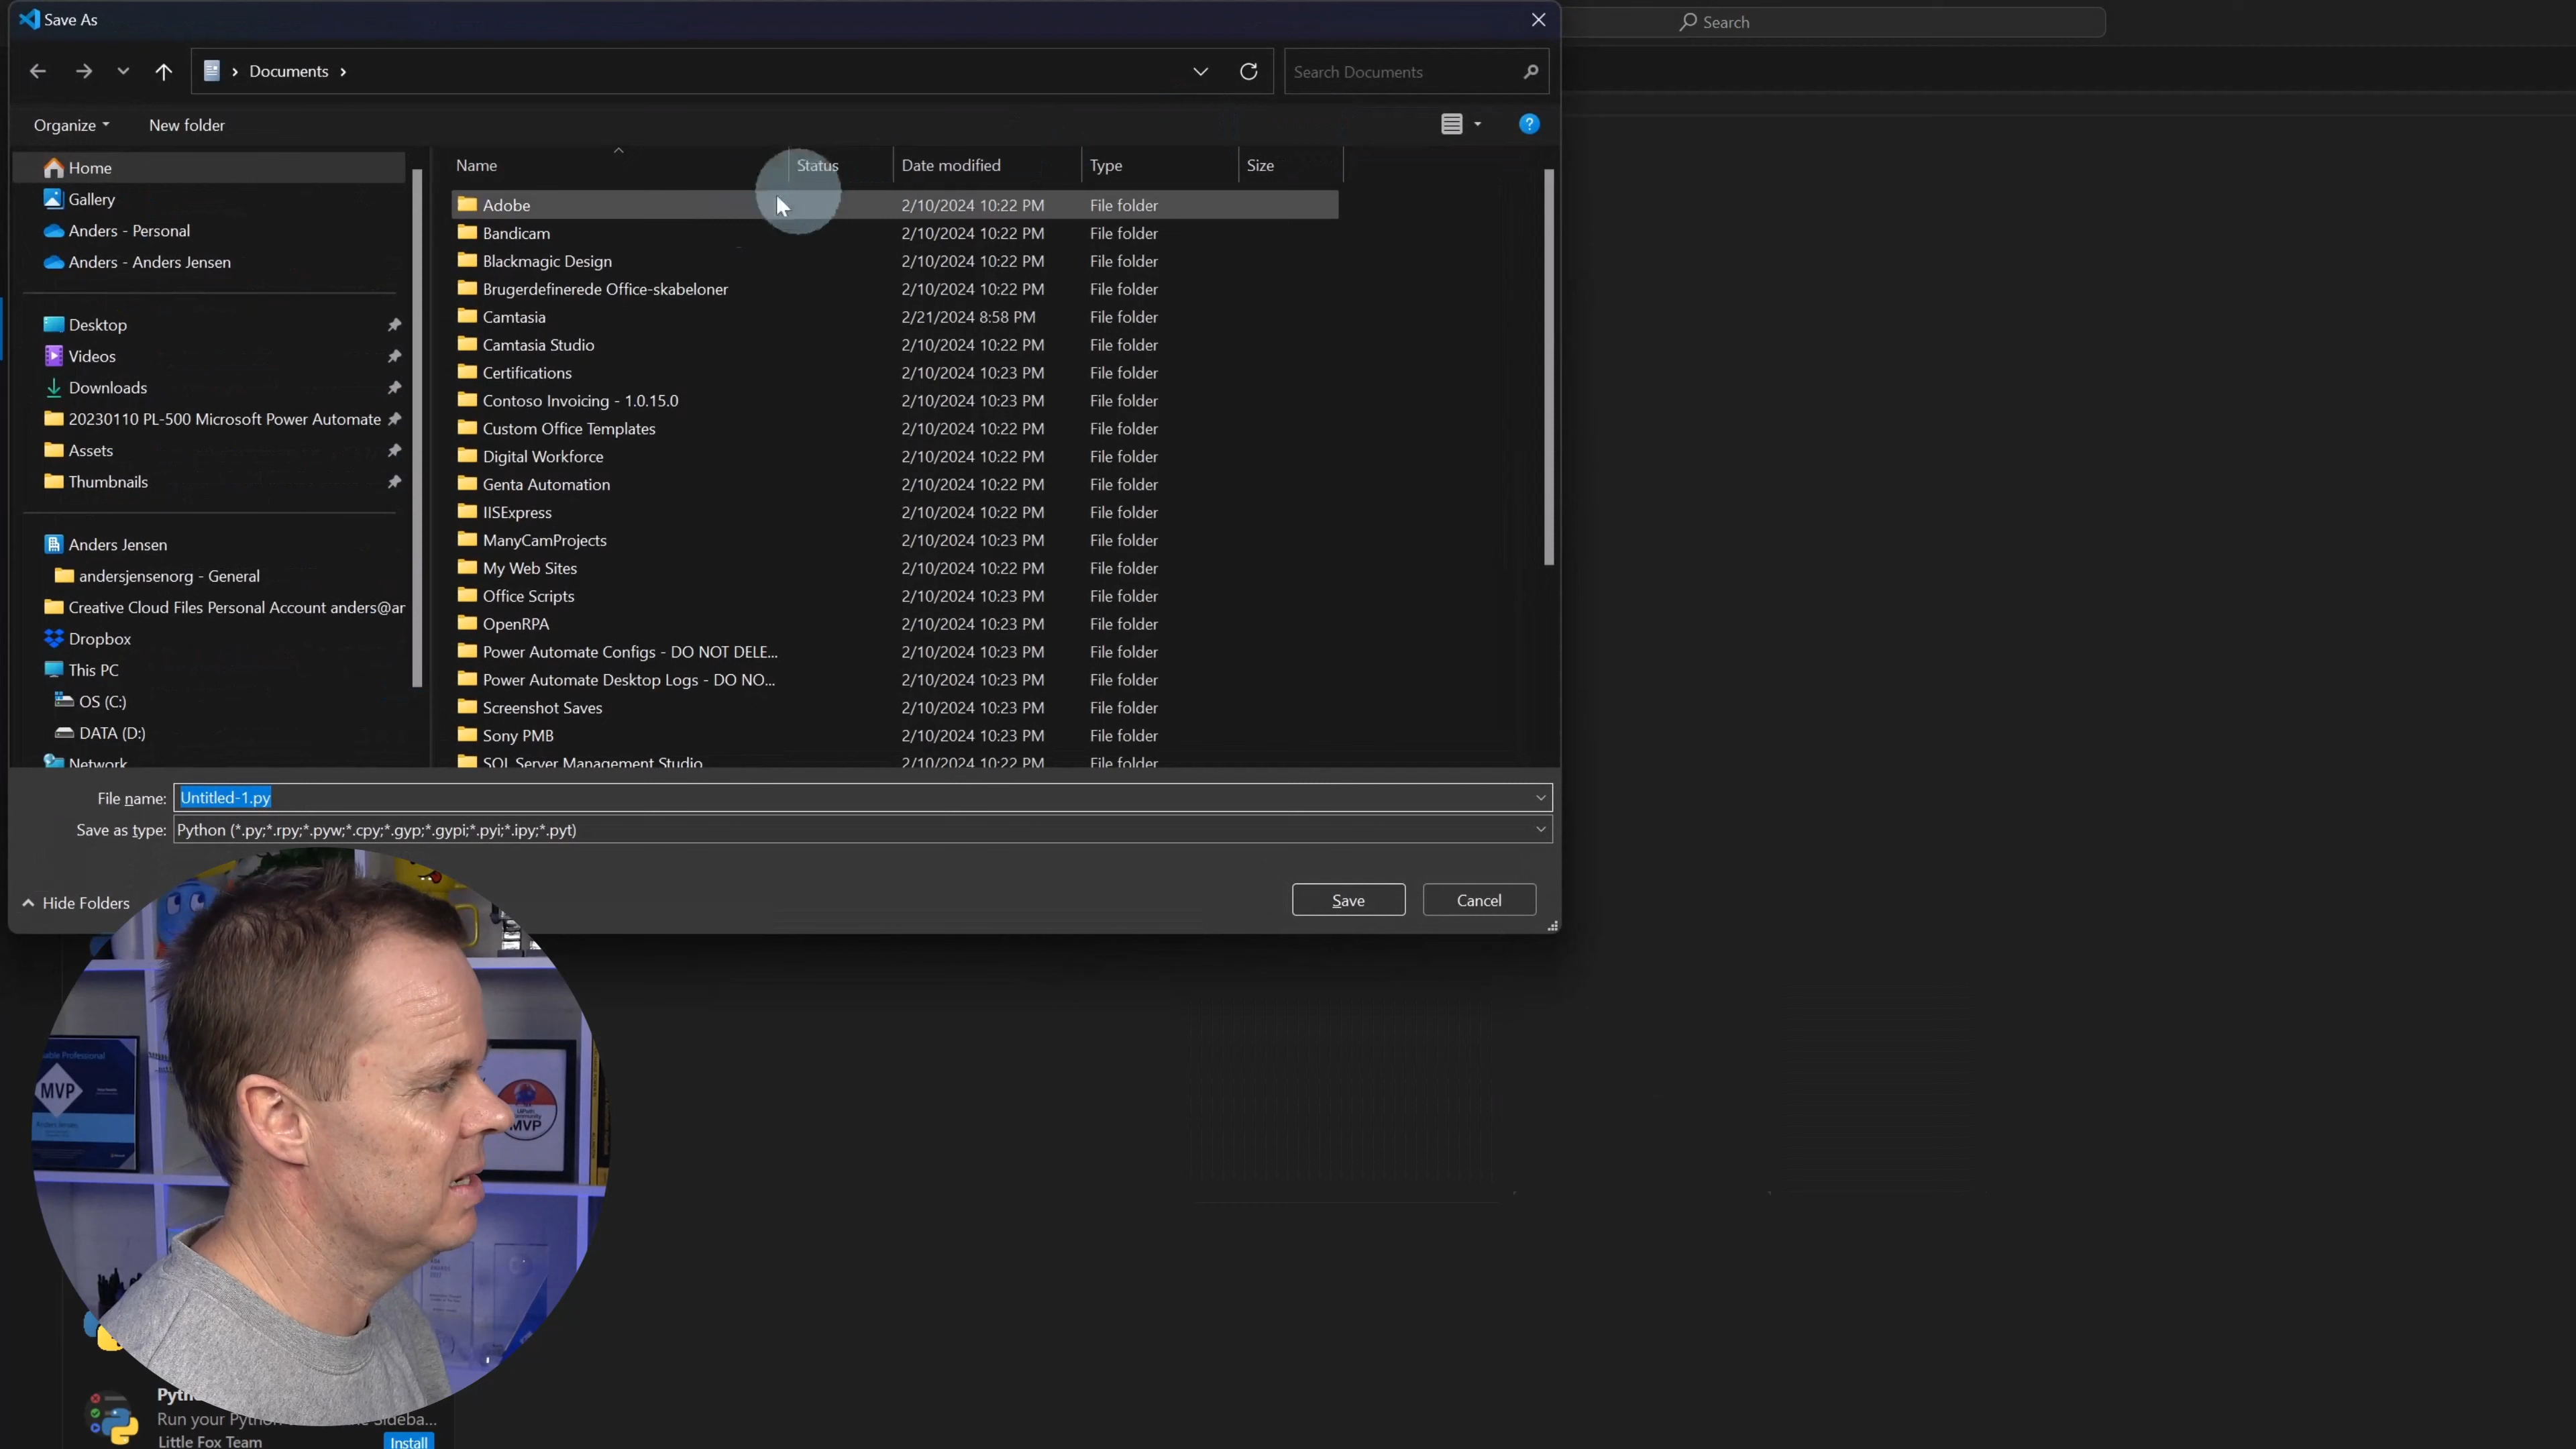 Save As
Search
Documents
Search Documents
Organize
New folder
Name Status Date modified Type Size
Home
Gallery
Anders - Personal
Anders - Anders Jensen
Desktop
Videos
Downloads
20230110 PL-500 Microsoft Power Automate
Assets
Thumbnails
Anders Jensen
andersjensenorg - General
Creative Cloud Files Personal Account anders@ar
Dropbox
This PC
OS (C:)
DATA (D:)
Network
Adobe 2/10/2024 10:22 PM File folder
Bandicam 2/10/2024 10:22 PM File folder
Blackmagic Design 2/10/2024 10:22 PM File folder
Brugerdefinerede Office-skabeloner 2/10/2024 10:22 PM File folder
Camtasia 2/21/2024 8:58 PM File folder
Camtasia Studio 2/10/2024 10:22 PM File folder
Certifications 2/10/2024 10:23 PM File folder
Contoso Invoicing - 1.0.15.0 2/10/2024 10:23 PM File folder
Custom Office Templates 2/10/2024 10:22 PM File folder
Digital Workforce 2/10/2024 10:22 PM File folder
Genta Automation 2/10/2024 10:22 PM File folder
IISExpress 2/10/2024 10:22 PM File folder
ManyCamProjects 2/10/2024 10:23 PM File folder
My Web Sites 2/10/2024 10:22 PM File folder
Office Scripts 2/10/2024 10:23 PM File folder
OpenRPA 2/10/2024 10:23 PM File folder
Power Automate Configs - DO NOT DELE... 2/10/2024 10:23 PM File folder
Power Automate Desktop Logs - DO NO... 2/10/2024 10:23 PM File folder
Screenshot Saves 2/10/2024 10:23 PM File folder
Sony PMB 2/10/2024 10:23 PM File folder
SQL Server Management Studio 2/10/2024 10:22 PM File folder
File name: Untitled-1.py
Save as type: Python (*.py;*.rpy;*.pyw;*.cpy;*.gyp;*.gypi;*.pyi;*.ipy;*.pyt)
Hide Folders
Save
Cancel
MVP
MVP
Run your Python
Little Fox Team
Install